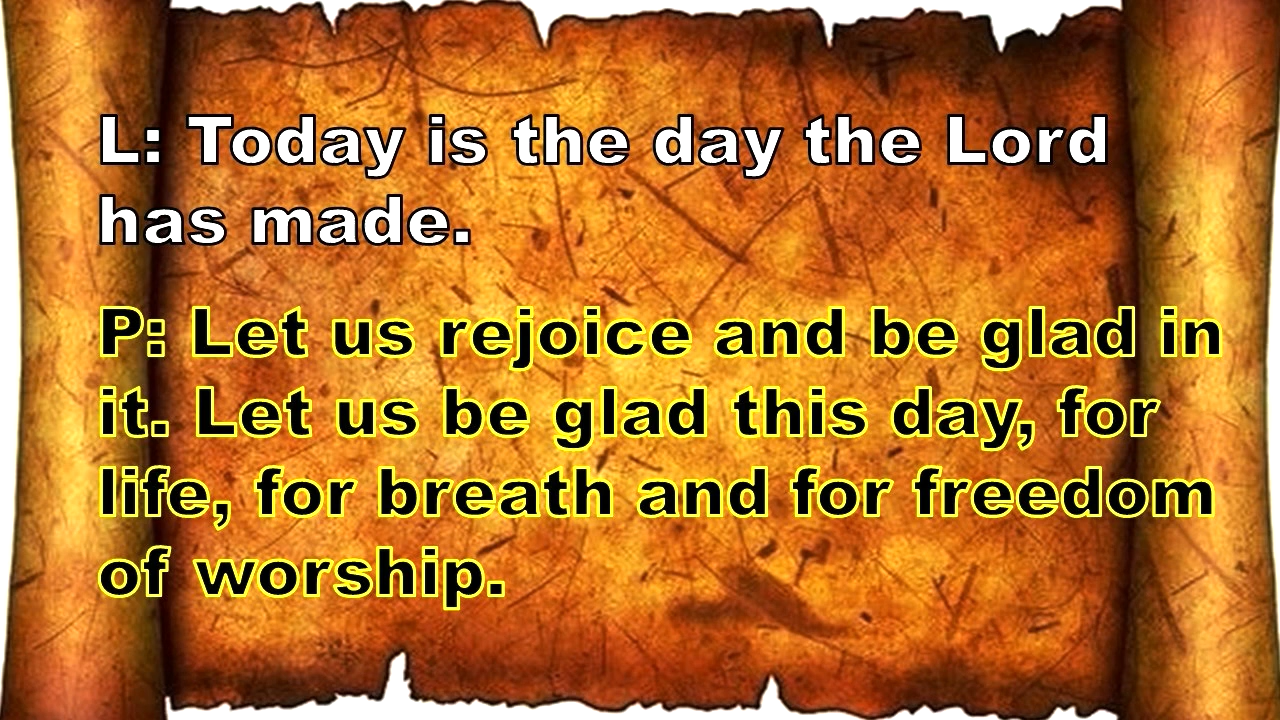 L: Today is the day the Lord
has made.
P: Let us rejoice and be glad in
it. Let us be glad this day, for
life, for breath and for freedom
of worship.